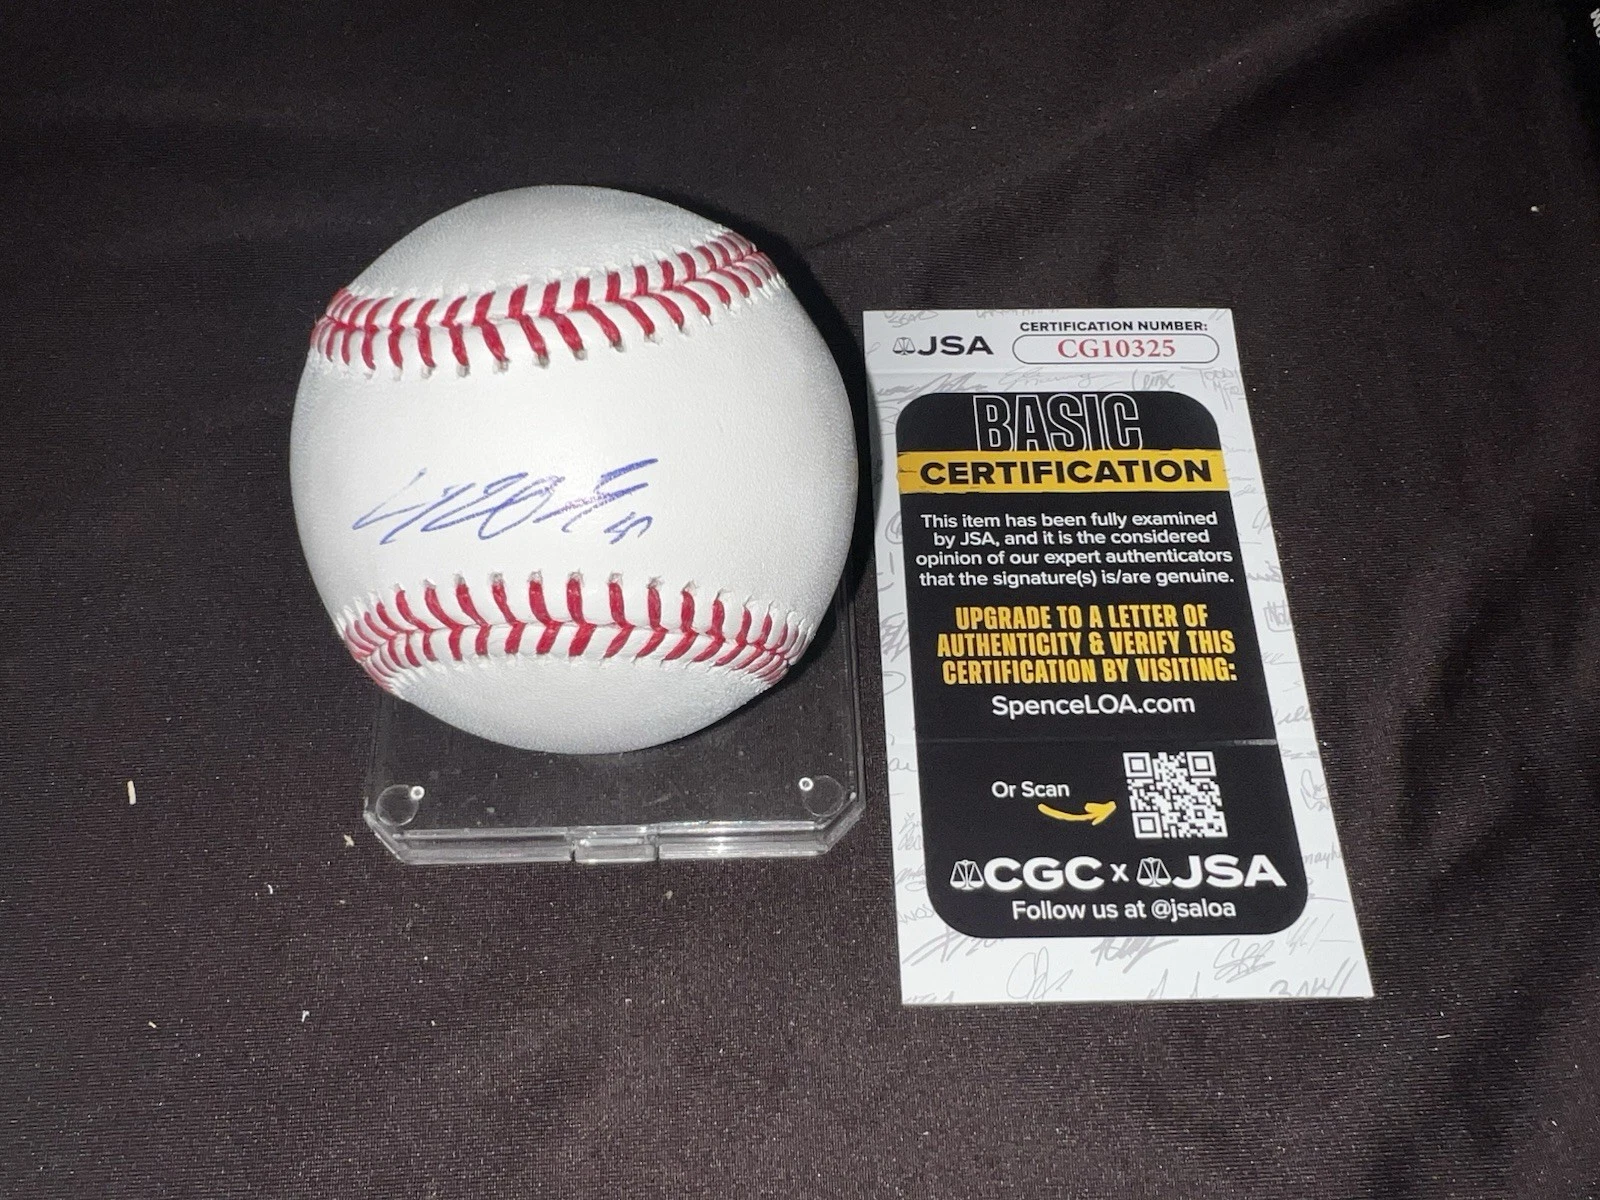 JSA
CERTIFICATION NUMBER:
CG10325
BASIC
CERTIFICATION
This item has been fully examined
by JSA, and it is the considered
opinion of our expert authenticators
that the signature(s) is/are genuine.
UPGRADE TO A LETTER OF
AUTHENTICITY & VERIFY THIS
CERTIFICATION BY VISITING:
SpenceLOA.com
Or Scan
CGC x JSA
Follow us at @jsaloa